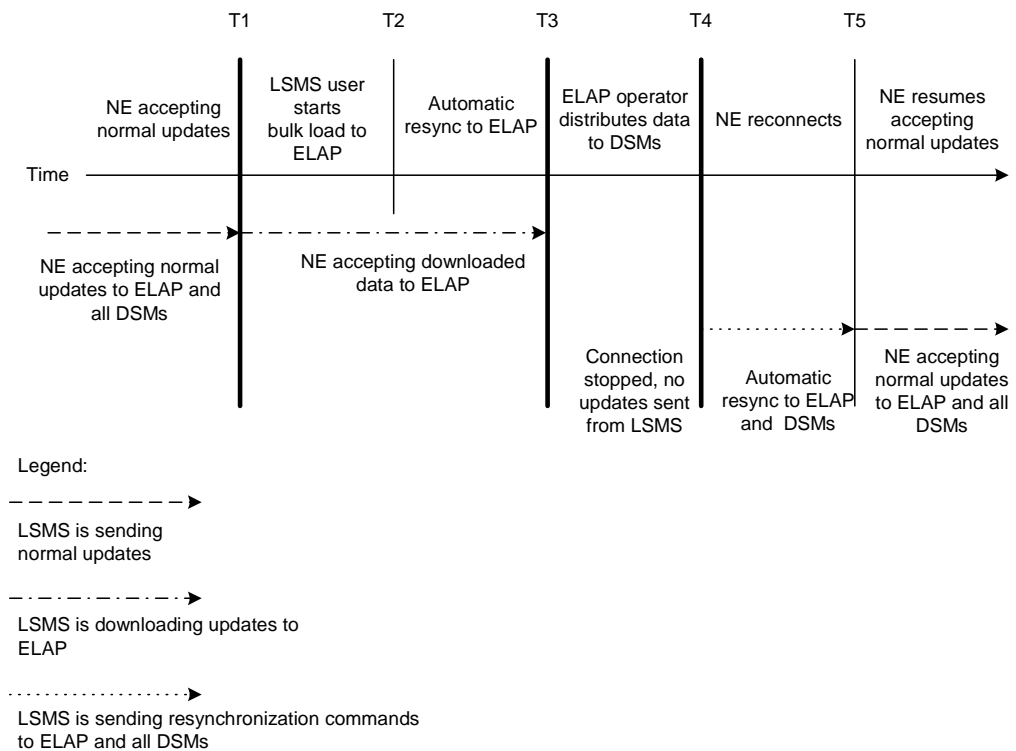 T1 T2 T3 T4 T5
NE accepting
normal updates
LSMS user
starts
bulk load to
ELAP
Automatic
resync to ELAP
ELAP operator
distributes data
to DSMs
NE reconnects
NE resumes
accepting
normal updates
Time
NE accepting normal
updates to ELAP and
all DSMs
NE accepting downloaded
data to ELAP
Connection
stopped, no
updates sent
from LSMS
Automatic
resync to ELAP
and DSMs
NE accepting
normal updates
to ELAP and all
DSMs
Legend:
LSMS is sending
normal updates
LSMS is downloading updates to
ELAP
LSMS is sending resynchronization commands
to ELAP and all DSMs